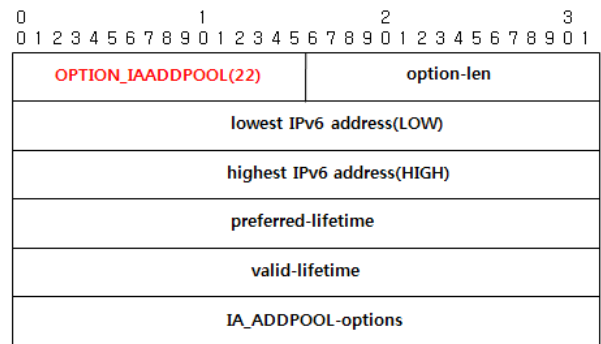 0 1 2 3
0 1 2 3 4 5 6 7 8 9 0 1 2 3 4 5 6 7 8 9 0 1 2 3 4 5 6 7 8 9 0 1
OPTION_IAADDPOOL(22) option-len
lowest IPv6 address(LOW)
highest IPv6 address(HIGH)
preferred-lifetime
valid-lifetime
IA_ADDPOOL-options